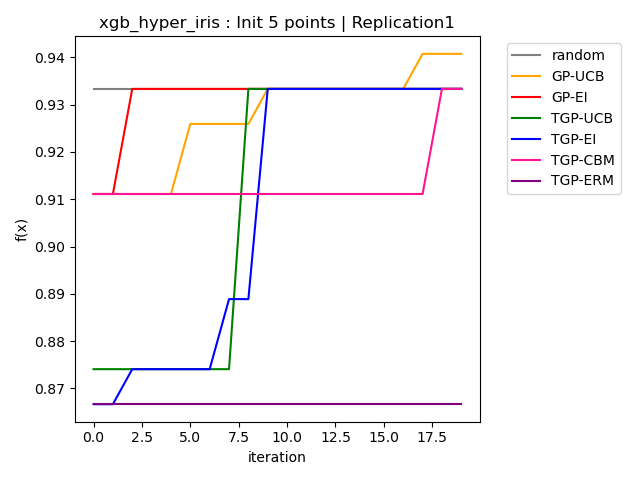 xgb_hyper_iris : Init 5 points | Replication1
f(x)
0.94
0.93
0.92
0.91
0.90
0.89
0.88
0.87
0.0 2.5 5.0 7.5 10.0 12.5 15.0 17.5
iteration
random
GP-UCB
GP-EI
TGP-UCB
TGP-EI
TGP-CBM
TGP-ERM